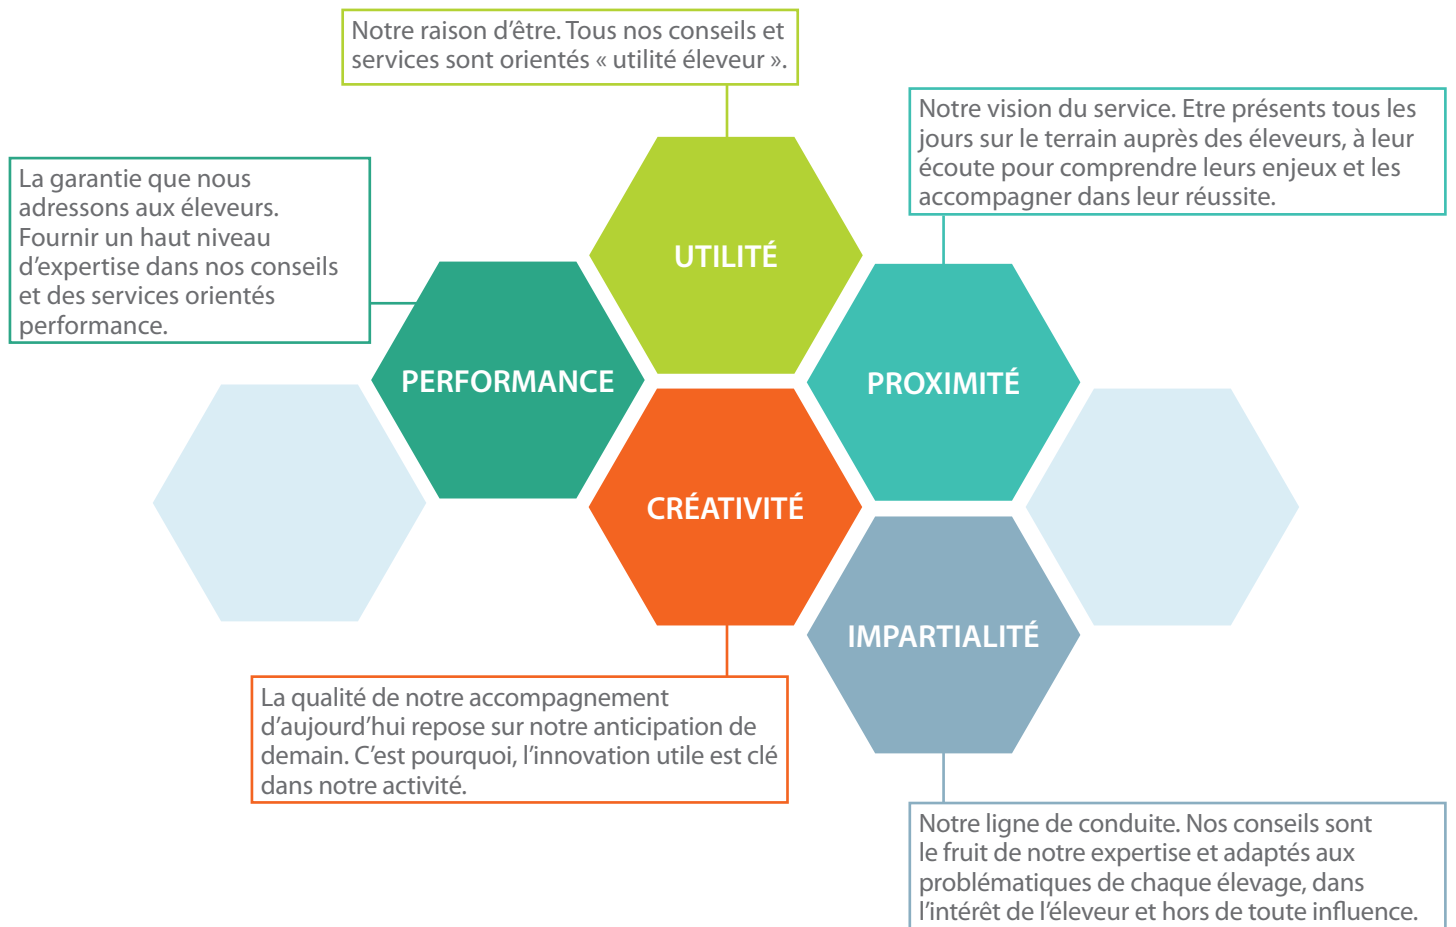 Notre raison d’être. Tous nos conseils et
services sont orientés « utilité éleveur ».
Notre vision du service. Etre présents tous les
jours sur le terrain auprès des éleveurs, à leur
écoute pour comprendre leurs enjeux et les
accompagner dans leur réussite.
La garantie que nous
adressons aux éleveurs.
Fournir un haut niveau
d’expertise dans nos conseils
et des services orientés
performance.
UTILITÉ
PERFORMANCE
PROXIMITÉ
CRÉATIVITÉ
IMPARTIALITÉ
La qualité de notre accompagnement
d’aujourd’hui repose sur notre anticipation de
demain. C’est pourquoi, l’innovation utile est clé
dans notre activité.
Notre ligne de conduite. Nos conseils sont
le fruit de notre expertise et adaptés aux
problématiques de chaque élevage, dans
l’intérêt de l’éleveur et hors de toute influence.